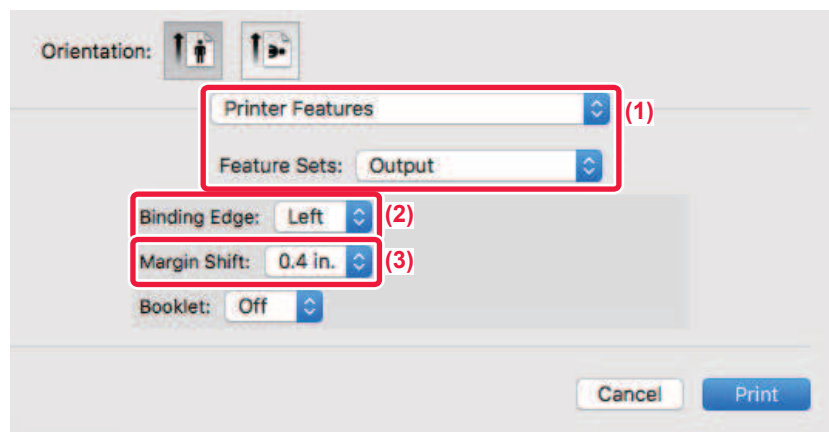 Orientation:
Printer Features
(1)
Feature Sets: Output
Binding Edge: Left
(2)
Margin Shift: 0.4 in.
(3)
Booklet: Off
Cancel Print